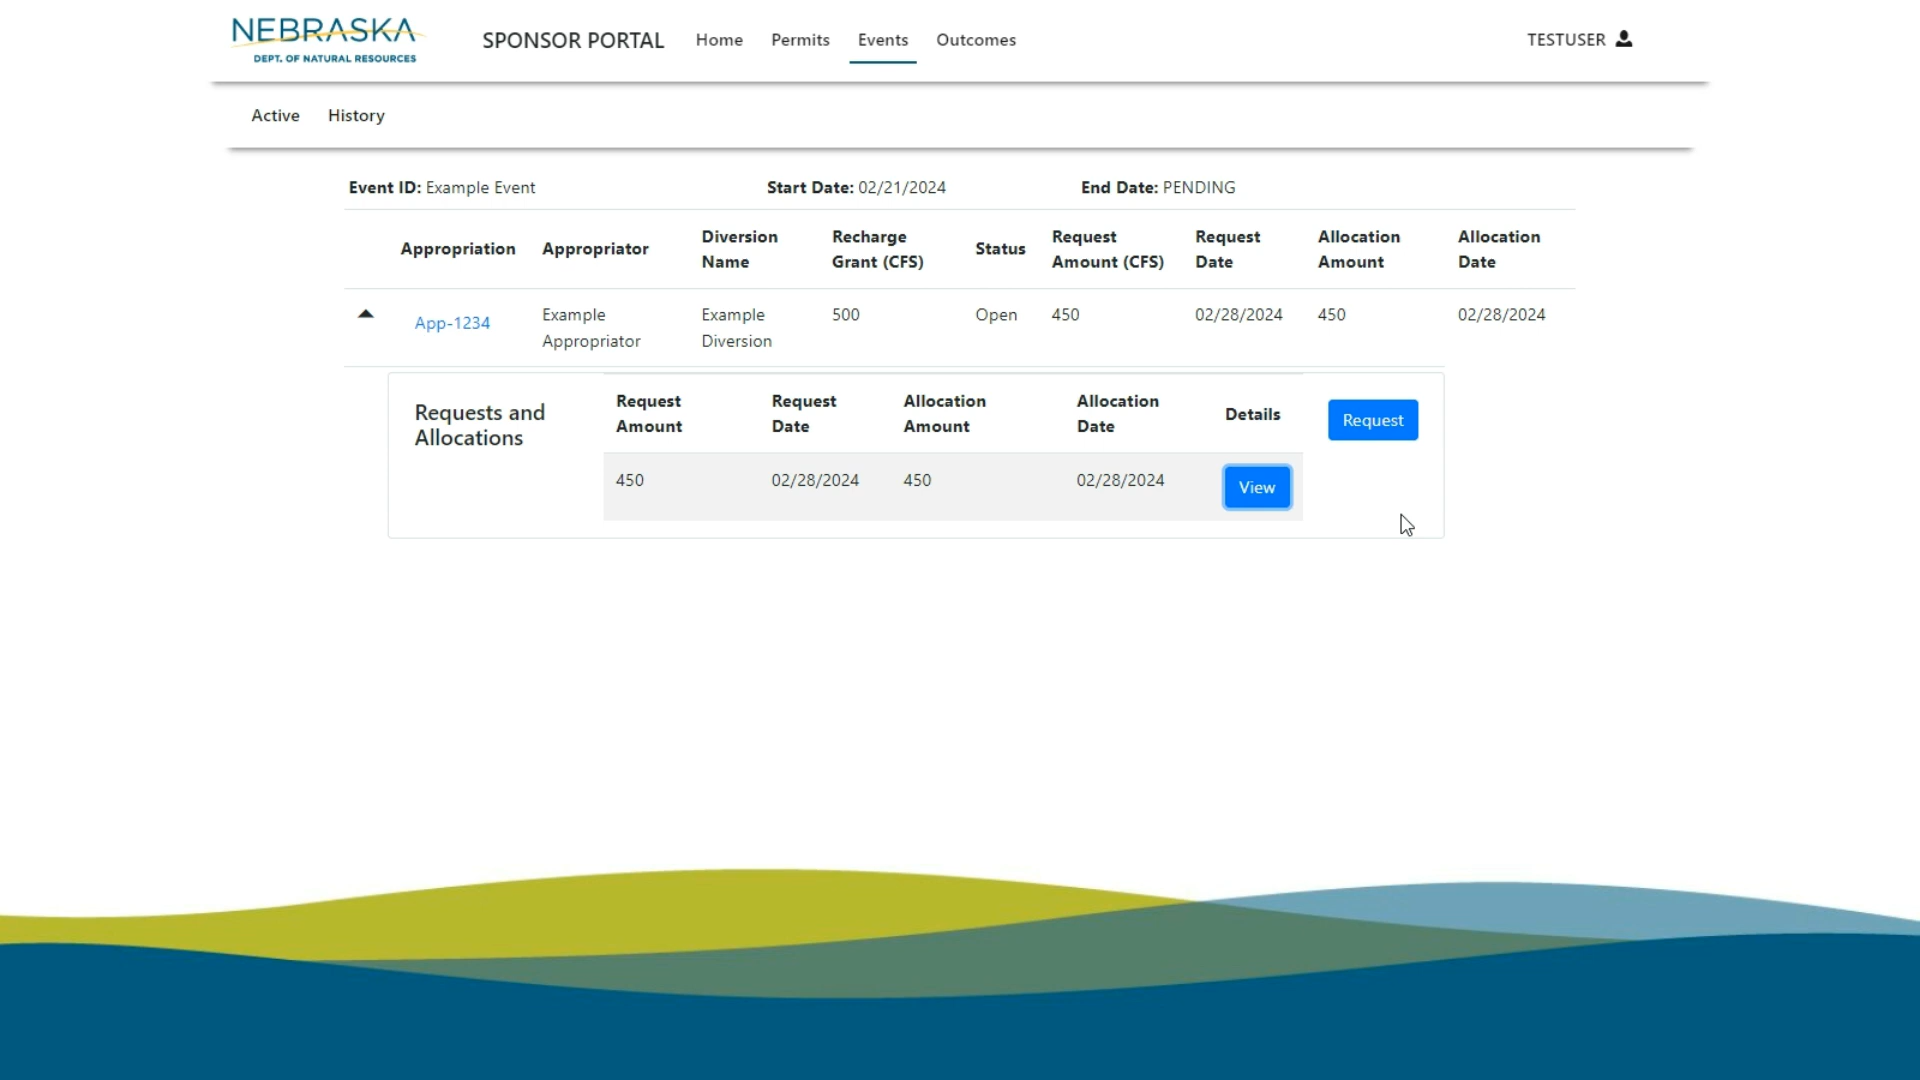 NEBRASKA
DEPT. OF NATURAL RESOURCES
SPONSOR PORTAL Home Permits Events Outcomes TESTUSER
Active History
Event ID: Example Event Start Date: 02/21/2024 End Date: PENDING
Appropriation Appropriator Diversion Name Recharge Grant (CFS) Status Request Amount (CFS) Request Date Allocation Amount Allocation Date
App-1234 Example Appropriator Example Diversion 500 Open 450 02/28/2024 450 02/28/2024
Requests and Allocations
Request Amount Request Date Allocation Amount Allocation Date Details Request
450 02/28/2024 450 02/28/2024 View